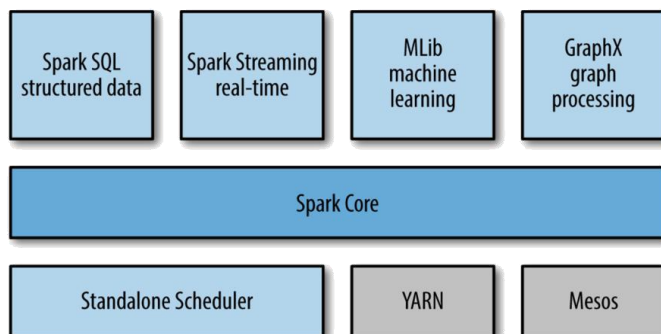 Spark SQL
structured data
Spark Streaming
real-time
MLib
machine
learning
GraphX
graph
processing
Spark Core
Standalone Scheduler
YARN
Mesos